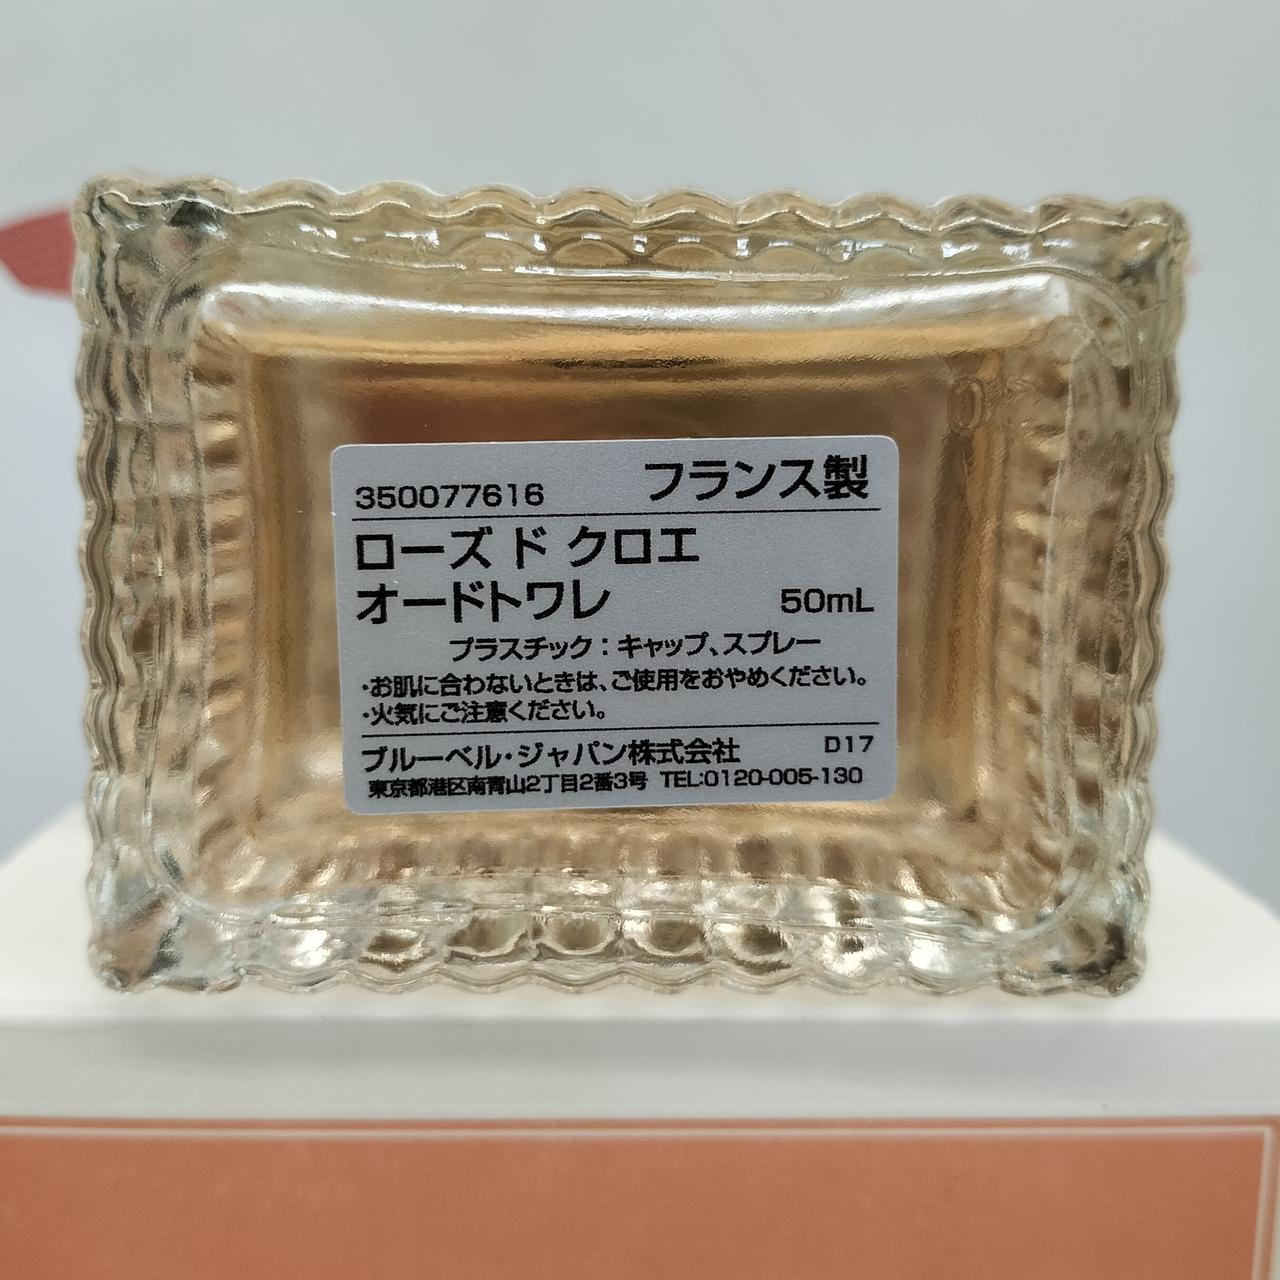 350077616 フランス製
ローズ ド クロエ
オードトワレ 50mL
プラスチック：キャップ、スプレー
・お肌に合わないときは、ご使用をおやめください。
・火気にご注意ください。
ブルーベル・ジャパン株式会社 D17
東京都港区南青山2丁目2番3号 TEL:0120-005-130